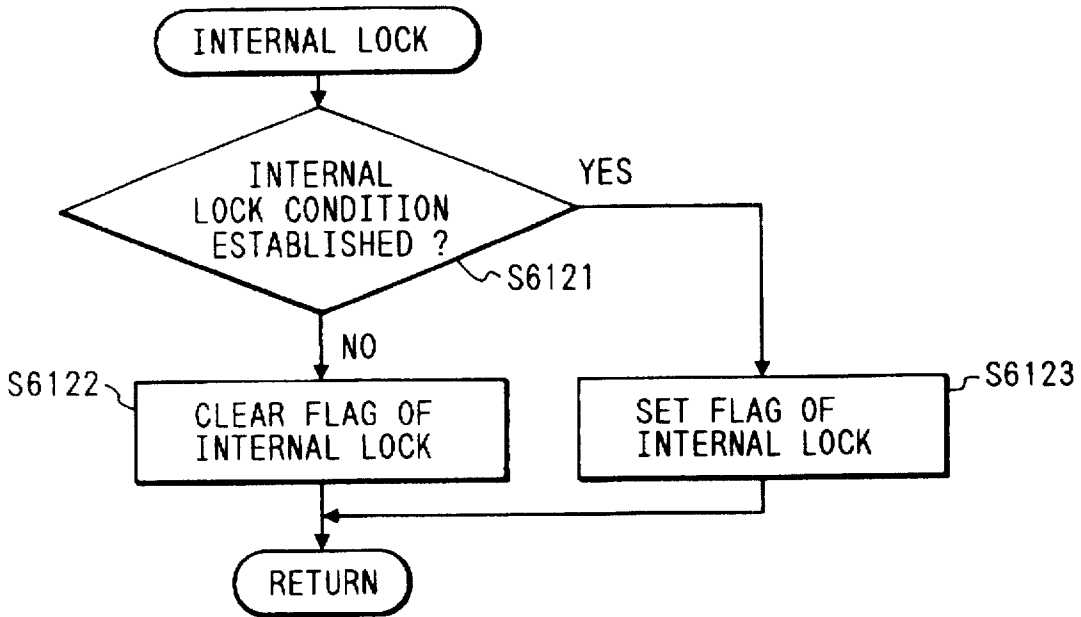 INTERNAL LOCK
INTERNAL
LOCK CONDITION
ESTABLISHED ?
YES
S6121
NO
S6122
CLEAR FLAG OF
INTERNAL LOCK
S6123
SET FLAG OF
INTERNAL LOCK
RETURN